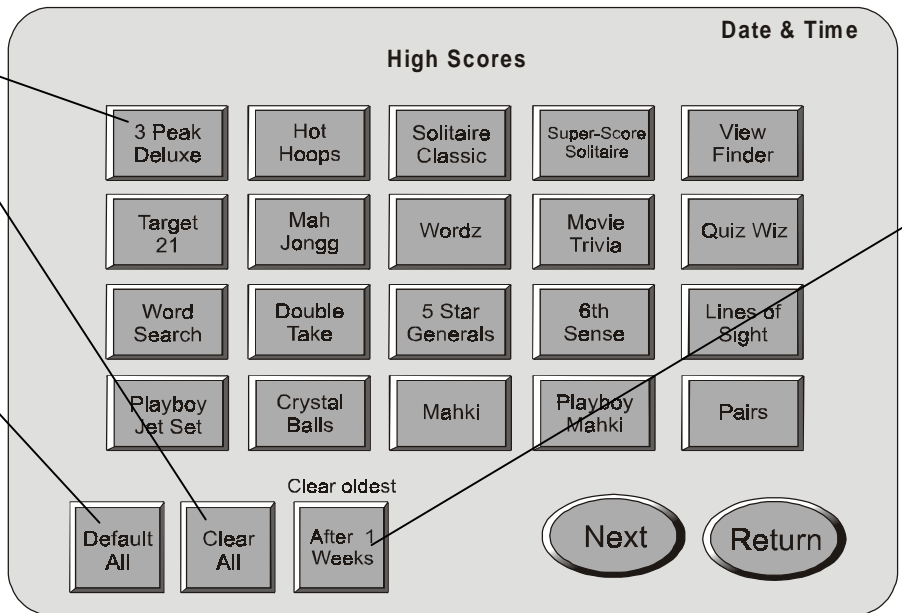 Date & Time
High Scores
3 Peak
Deluxe
Hot
Hoops
Solitaire
Classic
Super-Score
Solitaire
View
Finder
Target
21
Mah
Jongg
Wordz
Movie
Trivia
Quiz Wiz
Word
Search
Double
Take
5 Star
Generals
6th
Sense
Lines of
Sight
Playboy
Jet Set
Crystal
Balls
Mahki
Playboy
Mahki
Pairs
Default
All
Clear
All
Clear oldest
After 1
Weeks
Next
Return